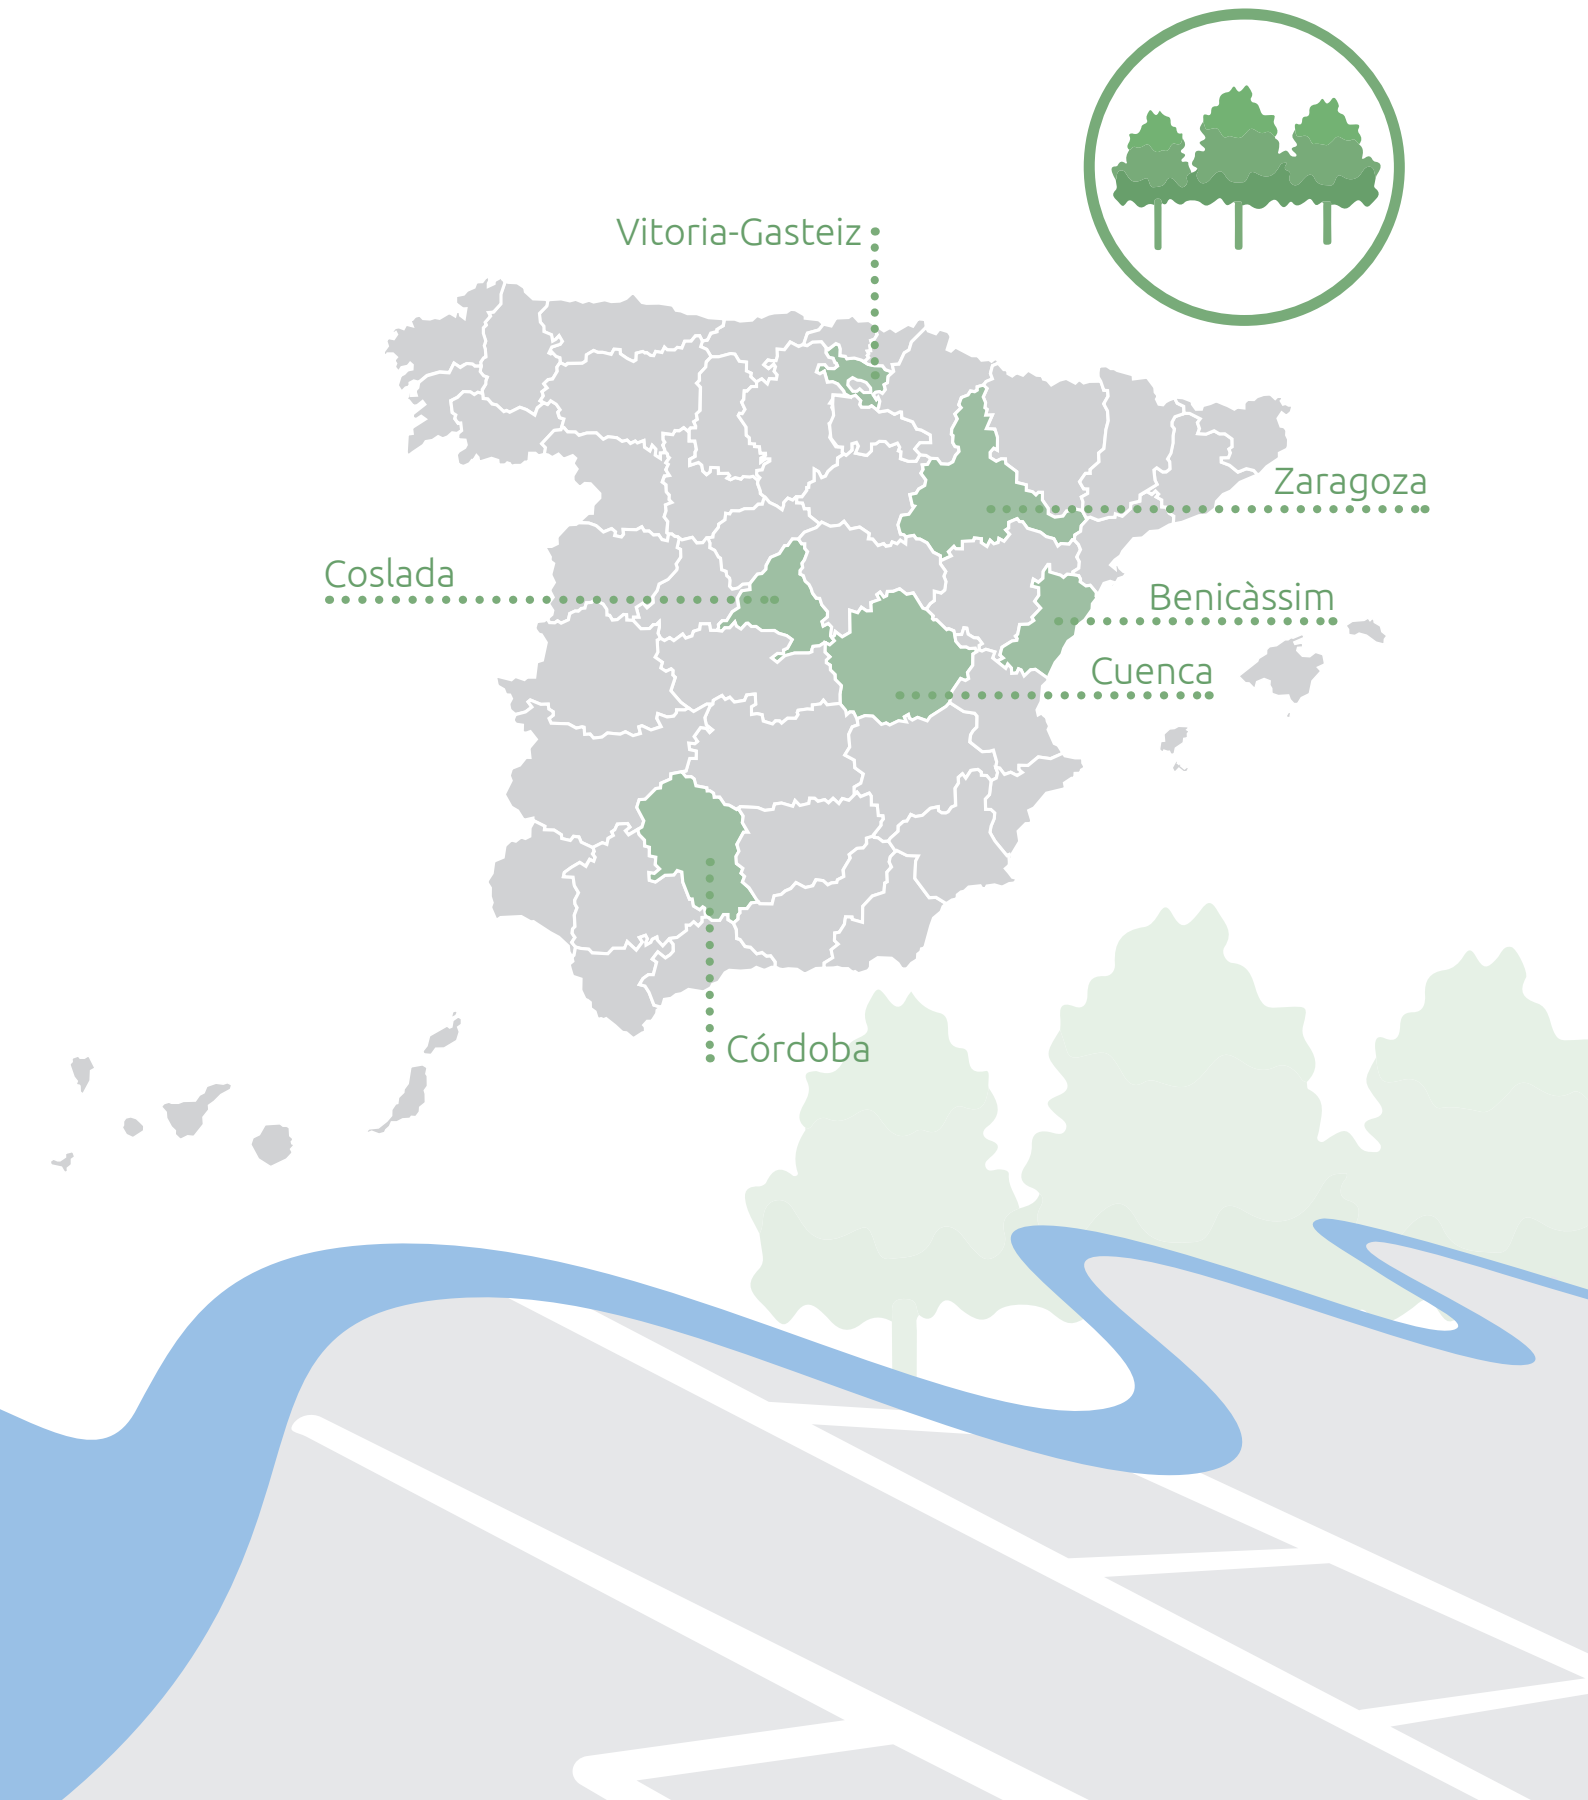 Vitoria-Gasteiz
Zaragoza
Coslada
Benicàssim
Cuenca
Córdoba